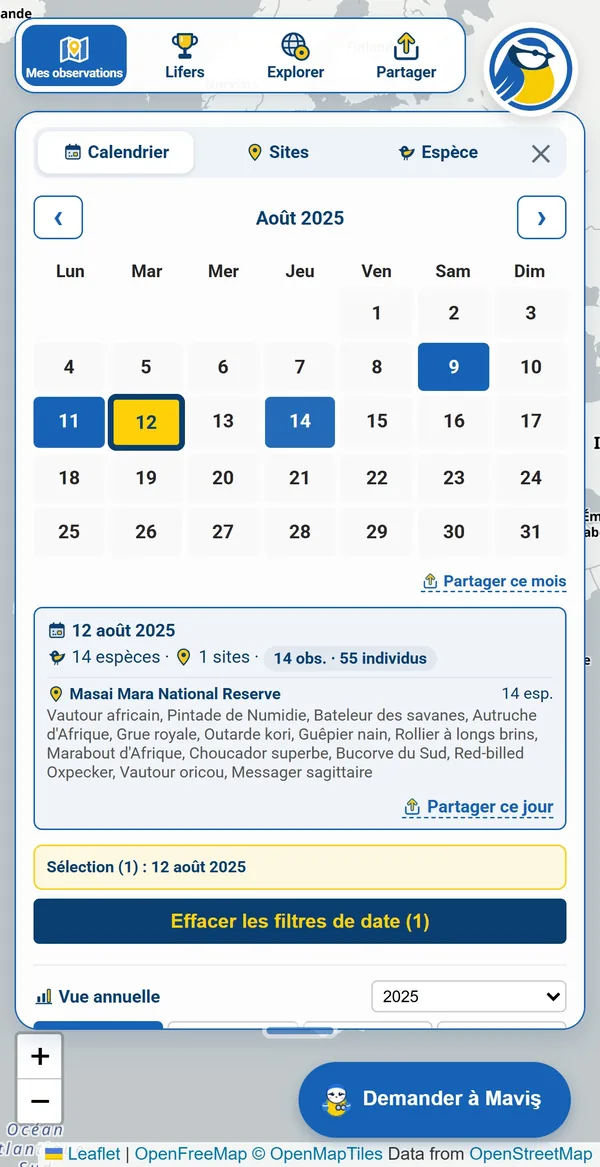 ande
Mes observations
Lifers
Explorer
Partager
Calendrier
Sites
Espèce
Août 2025
Lun Mar Mer Jeu Ven Sam Dim
1 2 3
4 5 6 7 8 9 10
11 12 13 14 15 16 17
18 19 20 21 22 23 24
25 26 27 28 29 30 31
Partager ce mois
12 août 2025
14 espèces · 1 sites · 14 obs. · 55 individus
Masai Mara National Reserve 14 esp.
Vautour africain, Pintade de Numidie, Bateleur des savanes, Autruche
d'Afrique, Grue royale, Outarde kori, Guêpier nain, Rollier à longs brins,
Marabout d'Afrique, Choucador superbe, Bucorve du Sud, Red-billed
Oxpecker, Vautour oricou, Messager sagittaire
Partager ce jour
Sélection (1) : 12 août 2025
Effacer les filtres de date (1)
Vue annuelle 2025
+
−
Demander à Maviş
Océan
Leaflet | OpenFreeMap © OpenMapTiles Data from OpenStreetMap